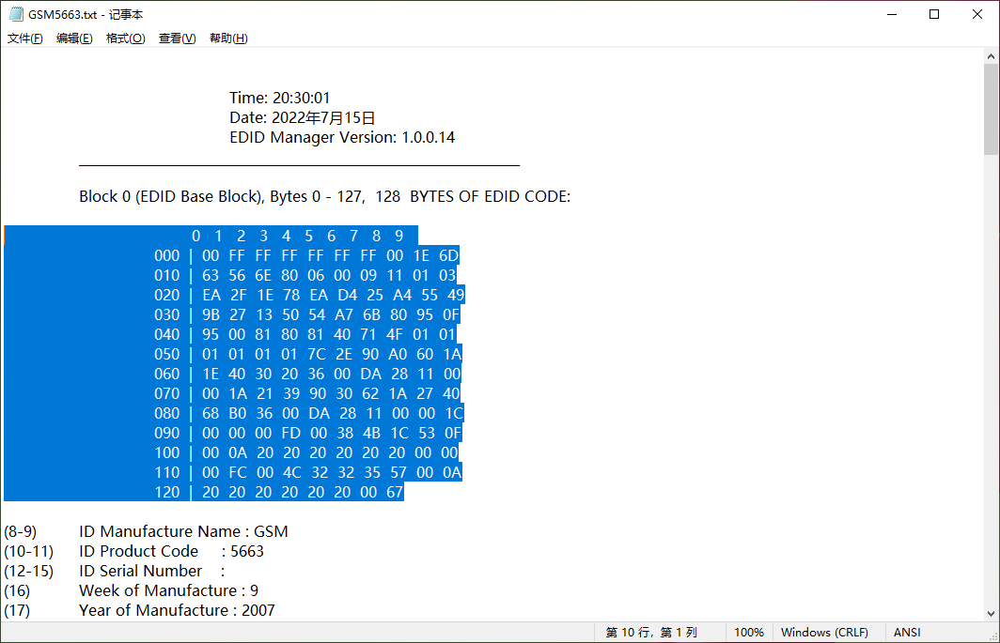 GSM5663.txt - 记事本
文件(F) 编辑(E) 格式(O) 查看(V) 帮助(H)
Time: 20:30:01
Date: 2022年7月15日
EDID Manager Version: 1.0.0.14
Block 0 (EDID Base Block), Bytes 0 - 127, 128 BYTES OF EDID CODE:
0 1 2 3 4 5 6 7 8 9
000 | 00 FF FF FF FF FF FF 00 1E 6D
010 | 63 56 6E 80 06 00 09 11 01 03
020 | EA 2F 1E 78 EA D4 25 A4 55 49
030 | 9B 27 13 50 54 A7 6B 80 95 0F
040 | 95 00 81 80 81 40 71 4F 01 01
050 | 01 01 01 01 7C 2E 90 A0 60 1A
060 | 1E 40 30 20 36 00 DA 28 11 00
070 | 00 1A 21 39 90 30 62 1A 27 40
080 | 68 B0 36 00 DA 28 11 00 00 1C
090 | 00 00 00 FD 00 38 4B 1C 53 0F
100 | 00 0A 20 20 20 20 20 20 00 00
110 | 00 FC 00 4C 32 32 35 57 00 0A
120 | 20 20 20 20 20 20 00 67
(8-9) ID Manufacture Name : GSM
(10-11) ID Product Code : 5663
(12-15) ID Serial Number :
(16) Week of Manufacture : 9
(17) Year of Manufacture : 2007
第 10 行，第 1 列 100% Windows (CRLF) ANSI